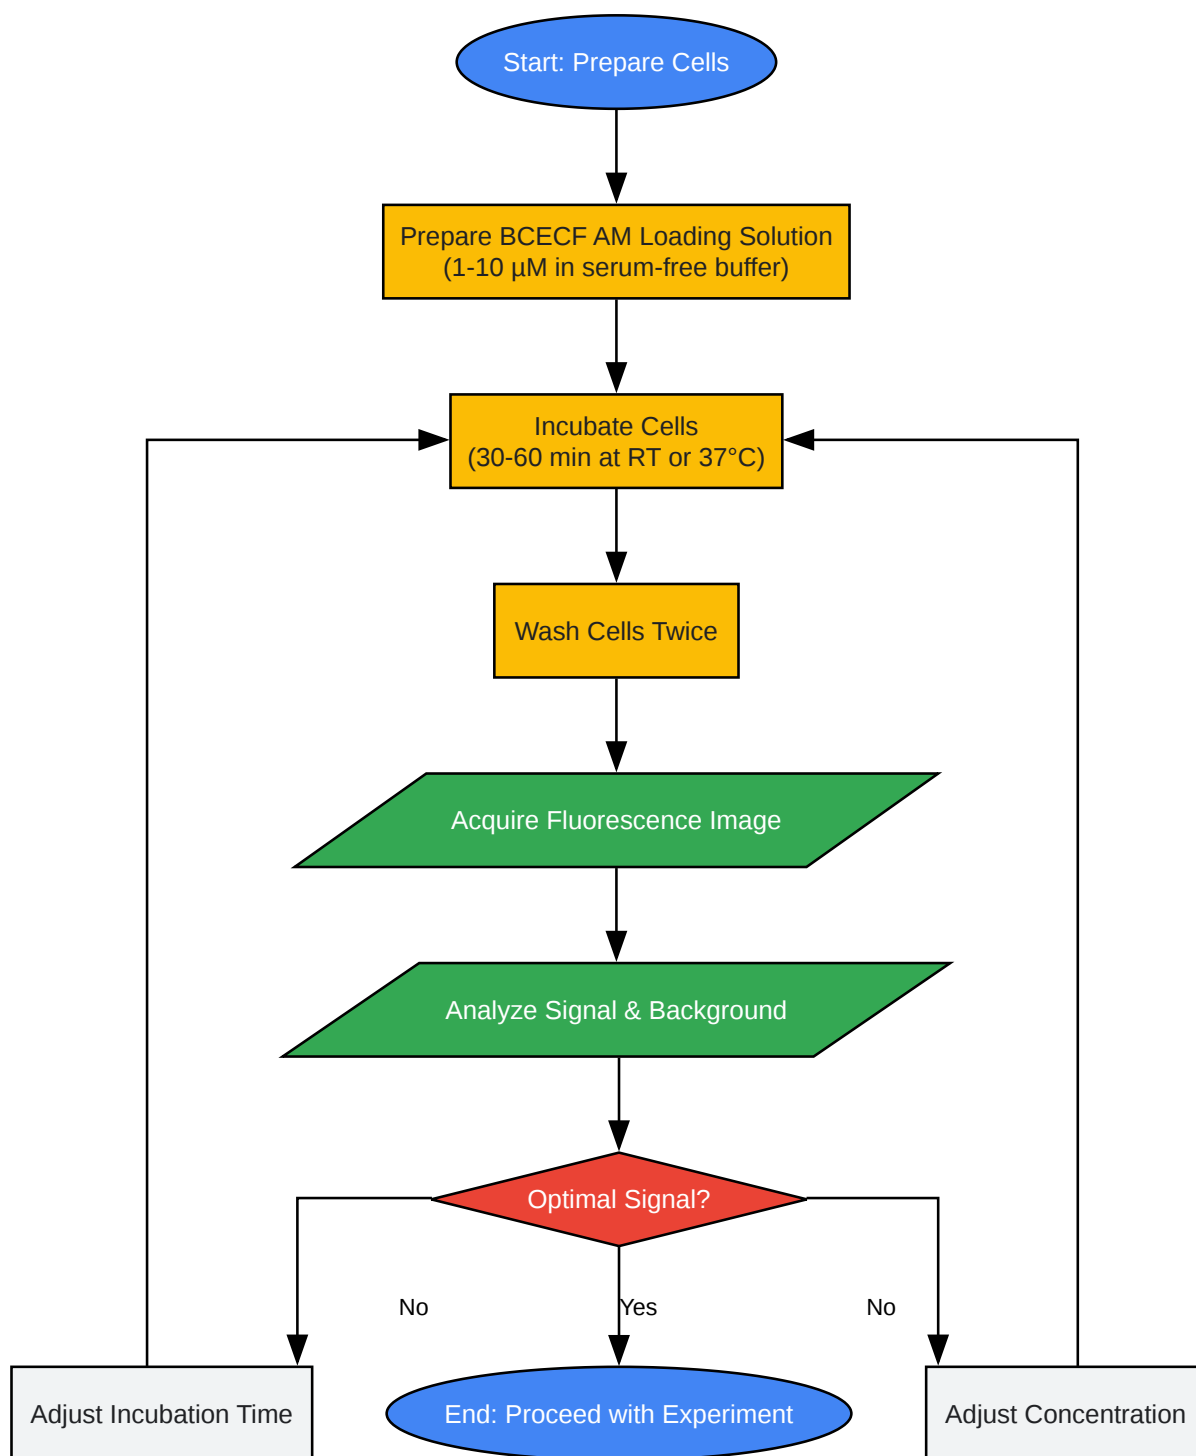 Start: Prepare Cells
Prepare BCECF AM Loading Solution
(1-10 µM in serum-free buffer)
Incubate Cells
(30-60 min at RT or 37°C)
Wash Cells Twice
Acquire Fluorescence Image
Analyze Signal & Background
Optimal Signal?
No
Yes
No
Adjust Incubation Time
End: Proceed with Experiment
Adjust Concentration